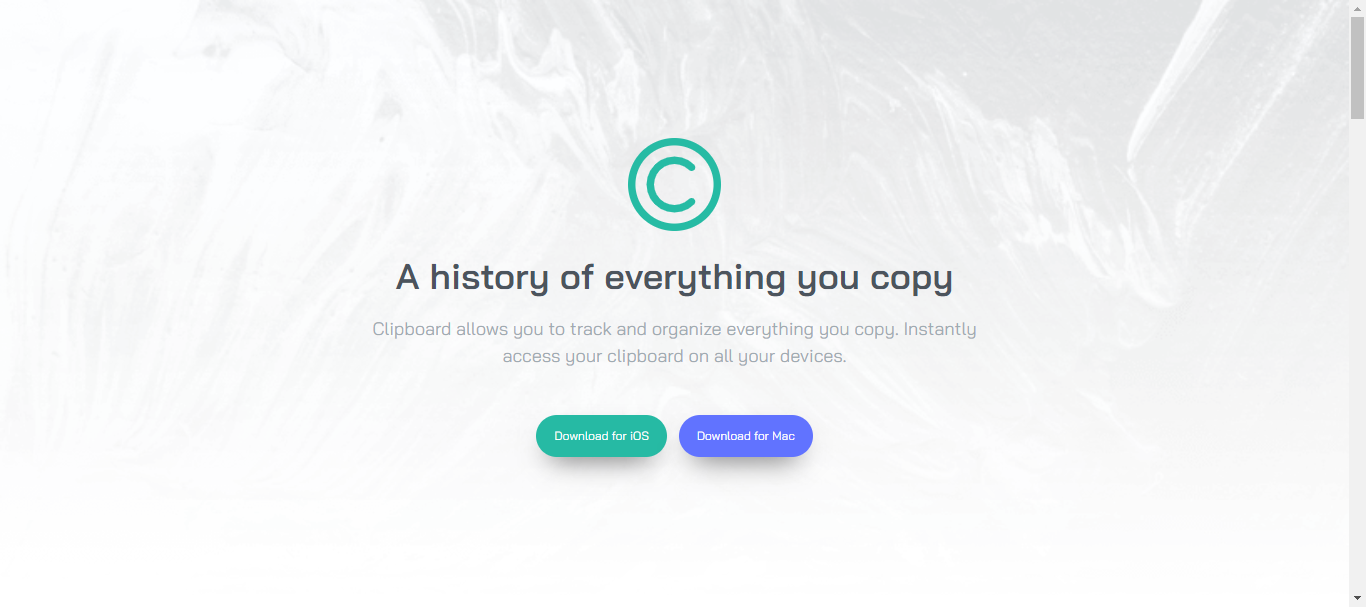 A history of everything you copy
Clipboard allows you to track and organize everything you copy. Instantly
access your clipboard on all your devices.
Download for iOS
Download for Mac